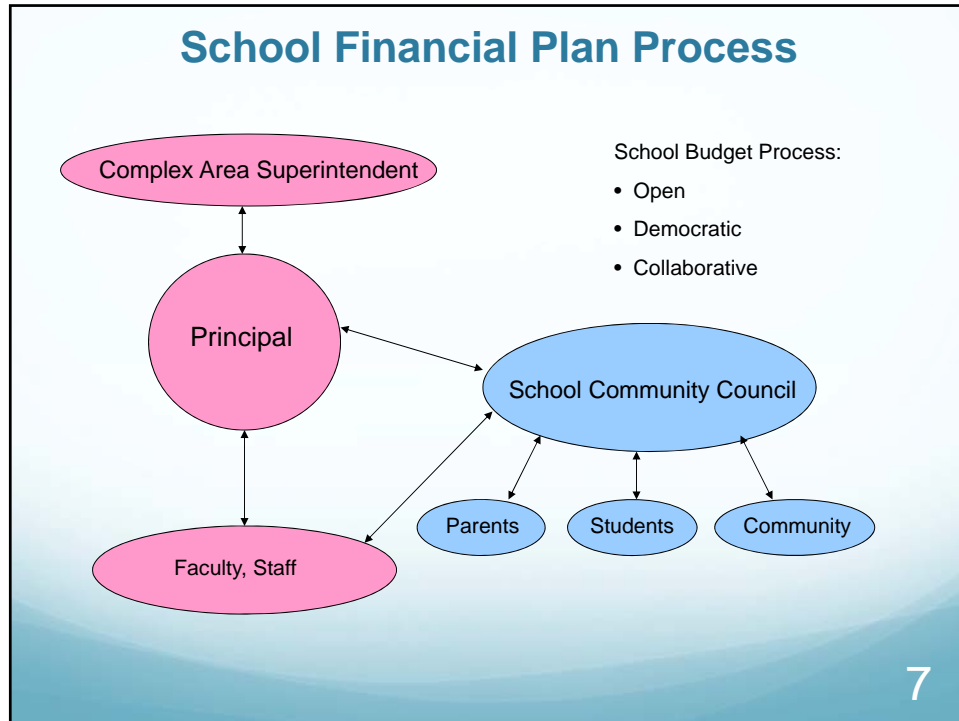 School Financial Plan Process
Complex Area Superintendent
School Budget Process:
• Open
• Democratic
• Collaborative
Principal
School Community Council
Parents
Students
Community
Faculty, Staff
7